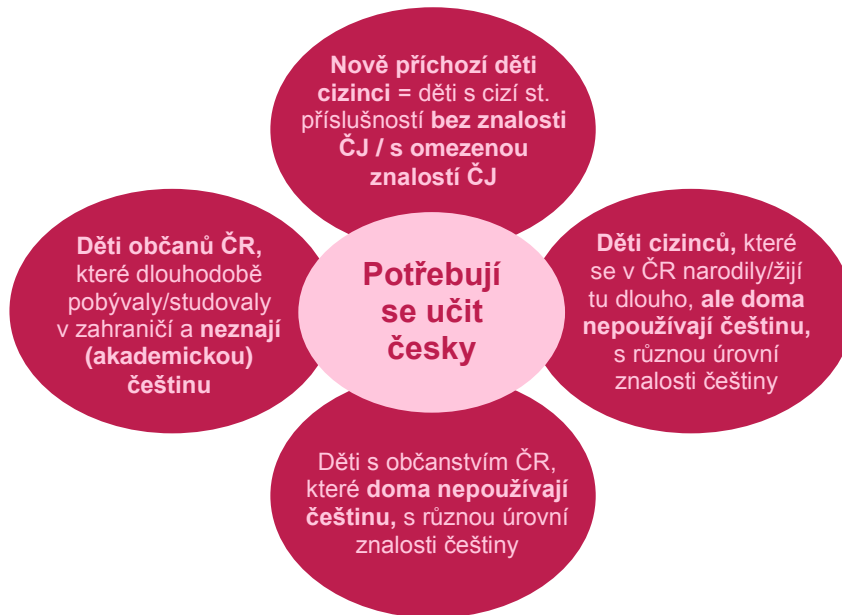 Nově příchozí děti
cizinci = děti s cizí st.
příslušností bez znalosti
ČJ / s omezenou
znalostí ČJ
Děti občanů ČR,
které dlouhodobě
pobývaly/studovaly
v zahraničí a neznají
(akademickou)
češtinu
Potřebují
se učit
česky
Děti cizinců, které
se v ČR narodily/žijí
tu dlouho, ale doma
nepoužívají češtinu,
s různou úrovní
znalosti češtiny
Děti s občanstvím ČR,
které doma nepoužívají
češtinu, s různou úrovní
znalosti češtiny